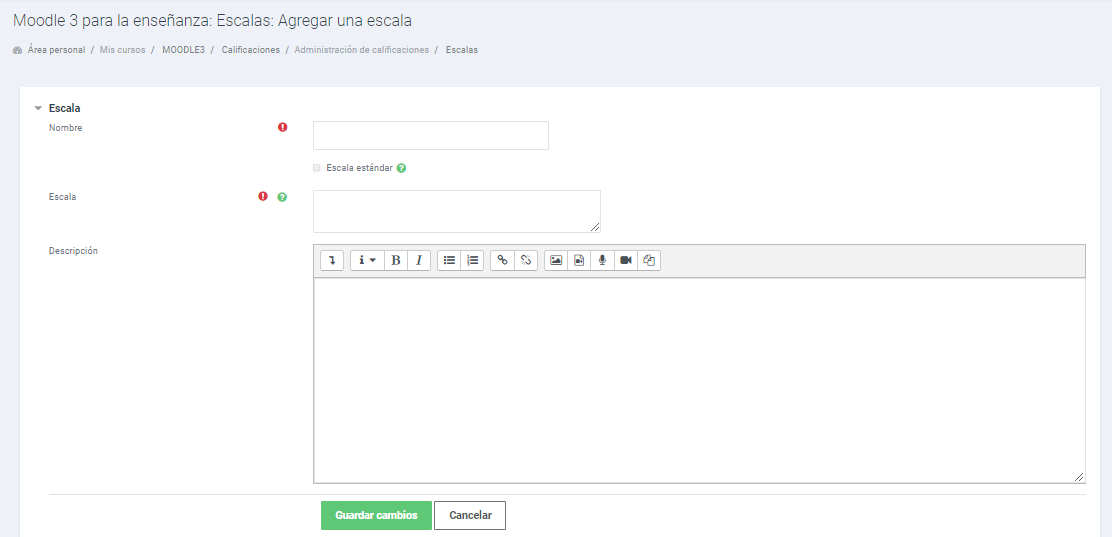 Moodle 3 para la enseñanza: Escalas: Agregar una escala
Área personal / Mis cursos / MOODLE3 / Calificaciones / Administración de calificaciones / Escalas
Escala
Nombre
Escala estándar
Escala
Descripción
Guardar cambios
Cancelar